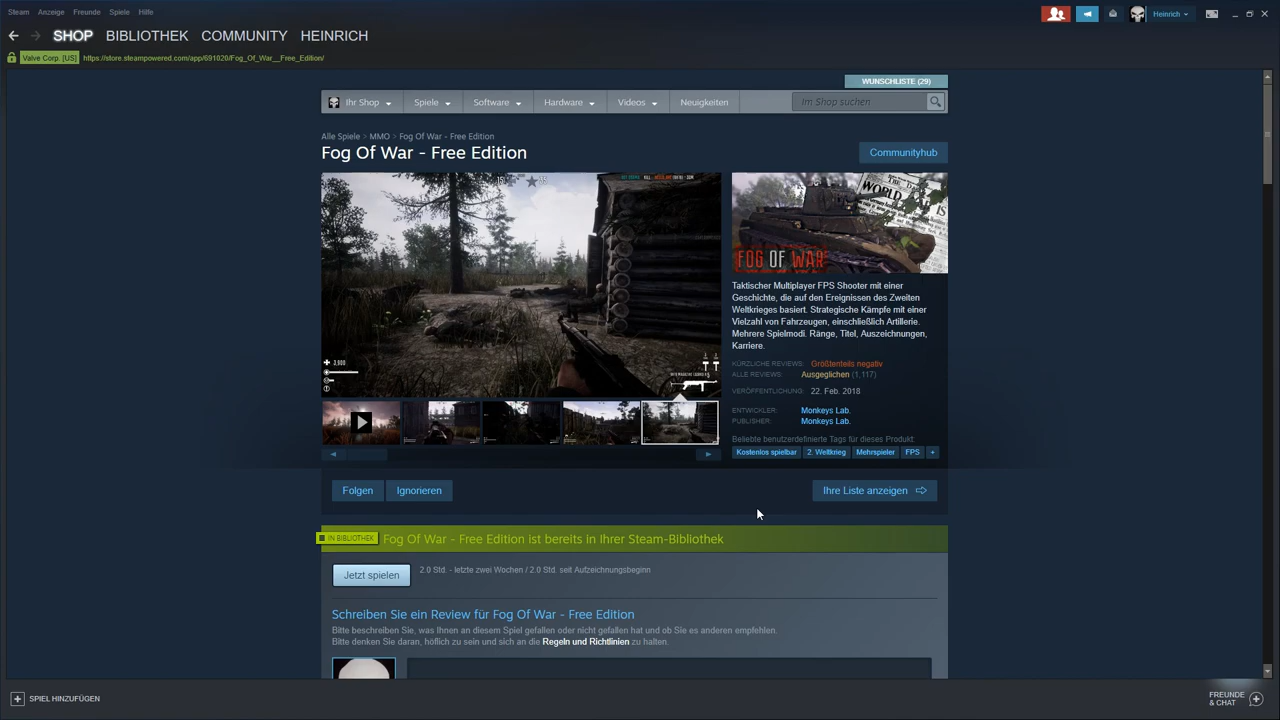 Steam Anzeige Freunde Spiele Hilfe
Heinrich
SHOP BIBLIOTHEK COMMUNITY HEINRICH
Valve Corp. [US] https://store.steampowered.com/app/691020/Fog_Of_War__Free_Edition/
WUNSCHLISTE (29)
Ihr Shop Spiele Software Hardware Videos Neuigkeiten Im Shop suchen
Alle Spiele > MMO > Fog Of War - Free Edition
Fog Of War - Free Edition
Communityhub
WORLD
FOG OF WAR
Taktischer Multiplayer FPS Shooter mit einer
Geschichte, die auf den Ereignissen des Zweiten
Weltkrieges basiert. Strategische Kämpfe mit einer
Vielzahl von Fahrzeugen, einschließlich Artillerie.
Mehrere Spielmodi. Ränge, Titel, Auszeichnungen,
Karriere.
KÜRZLICHE REVIEWS: Größtenteils negativ
ALLE REVIEWS: Ausgeglichen (1,117)
VERÖFFENTLICHUNG: 22. Feb. 2018
ENTWICKLER: Monkeys Lab.
PUBLISHER: Monkeys Lab.
Beliebte benutzerdefinierte Tags für dieses Produkt:
Kostenlos spielbar 2. Weltkrieg Mehrspieler FPS +
Folgen Ignorieren Ihre Liste anzeigen
IN BIBLIOTHEK Fog Of War - Free Edition ist bereits in Ihrer Steam-Bibliothek
Jetzt spielen 2.0 Std. - letzte zwei Wochen / 2.0 Std. seit Aufzeichnungsbeginn
Schreiben Sie ein Review für Fog Of War - Free Edition
Bitte beschreiben Sie, was Ihnen an diesem Spiel gefallen oder nicht gefallen hat und ob Sie es anderen empfehlen.
Bitte denken Sie daran, höflich zu sein und sich an die Regeln und Richtlinien zu halten.
SPIEL HINZUFÜGEN
FREUNDE
& CHAT